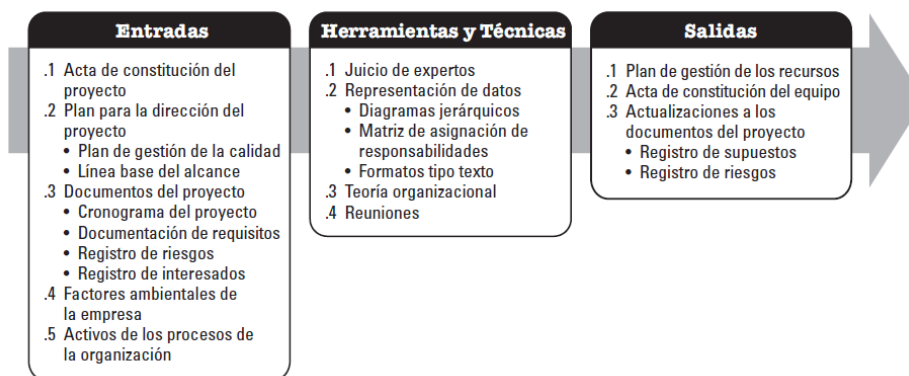 Entradas
.1 Acta de constitución del
proyecto
.2 Plan para la dirección del
proyecto
• Plan de gestión de la calidad
• Línea base del alcance
.3 Documentos del proyecto
• Cronograma del proyecto
• Documentación de requisitos
• Registro de riesgos
• Registro de interesados
.4 Factores ambientales de
la empresa
.5 Activos de los procesos de
la organización
Herramientas y Técnicas
.1 Juicio de expertos
.2 Representación de datos
• Diagramas jerárquicos
• Matriz de asignación de
responsabilidades
• Formatos tipo texto
.3 Teoría organizacional
.4 Reuniones
Salidas
.1 Plan de gestión de los recursos
.2 Acta de constitución del equipo
.3 Actualizaciones a los
documentos del proyecto
• Registro de supuestos
• Registro de riesgos